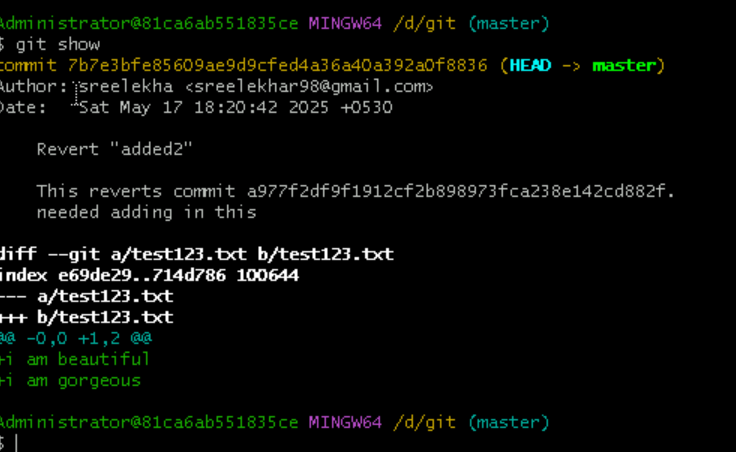 Administrator@81ca6ab551835ce MINGW64 /d/git (master)
$ git show
commit 7b7e3bfe85609ae9d9cfed4a36a40a392a0f8836 (HEAD -> master)
Author: sreelekha <sreelekhar98@gmail.com>
Date: Sat May 17 18:20:42 2025 +0530
Revert "added2"
This reverts commit a977f2df9f1912cf2b898973fca238e142cd882f.
needed adding in this
diff --git a/test123.txt b/test123.txt
index e69de29..714d786 100644
--- a/test123.txt
+++ b/test123.txt
@@ -0,0 +1,2 @@
+i am beautiful
+i am gorgeous
Administrator@81ca6ab551835ce MINGW64 /d/git (master)
$